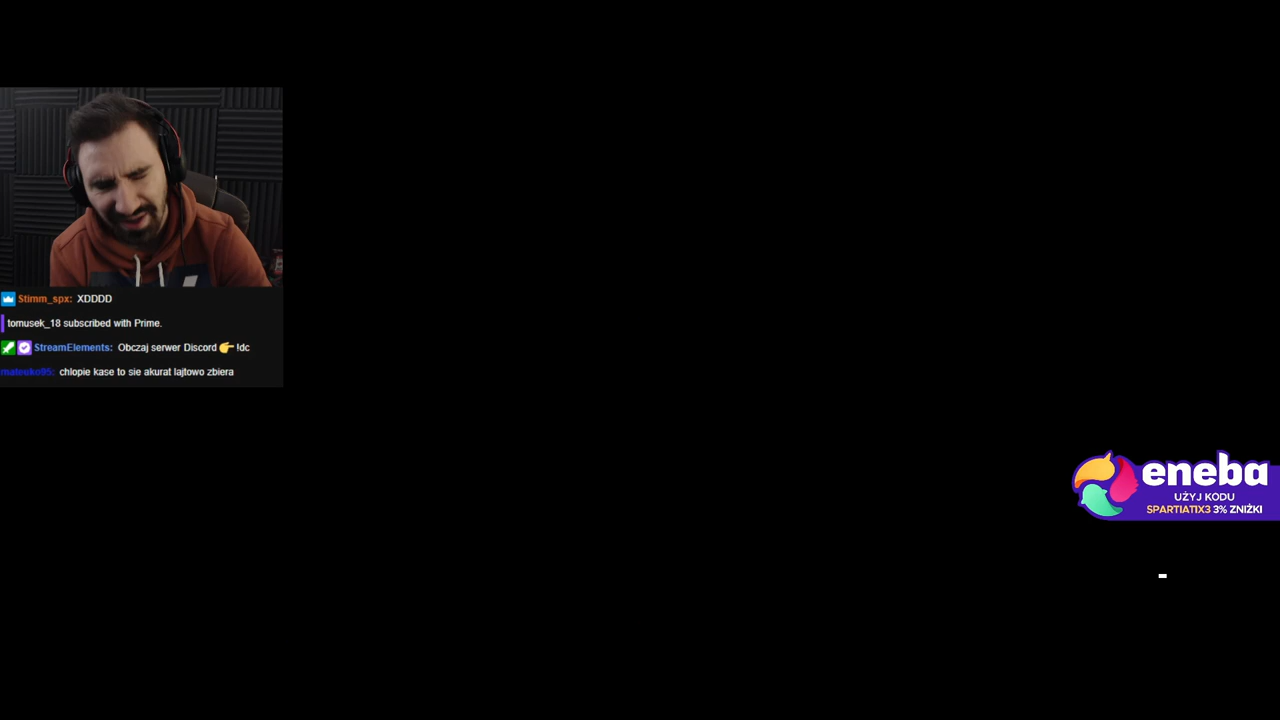 Stimm_spx: XDDDD
tomusek_18 subscribed with Prime.
StreamElements: Obczaj serwer Discord 👉 !dc
mateuko95: chlopie kase to sie akurat lajtowo zbiera
eneba
UŻYJ KODU
SPARTIATIX3 3% ZNIŻKI
-